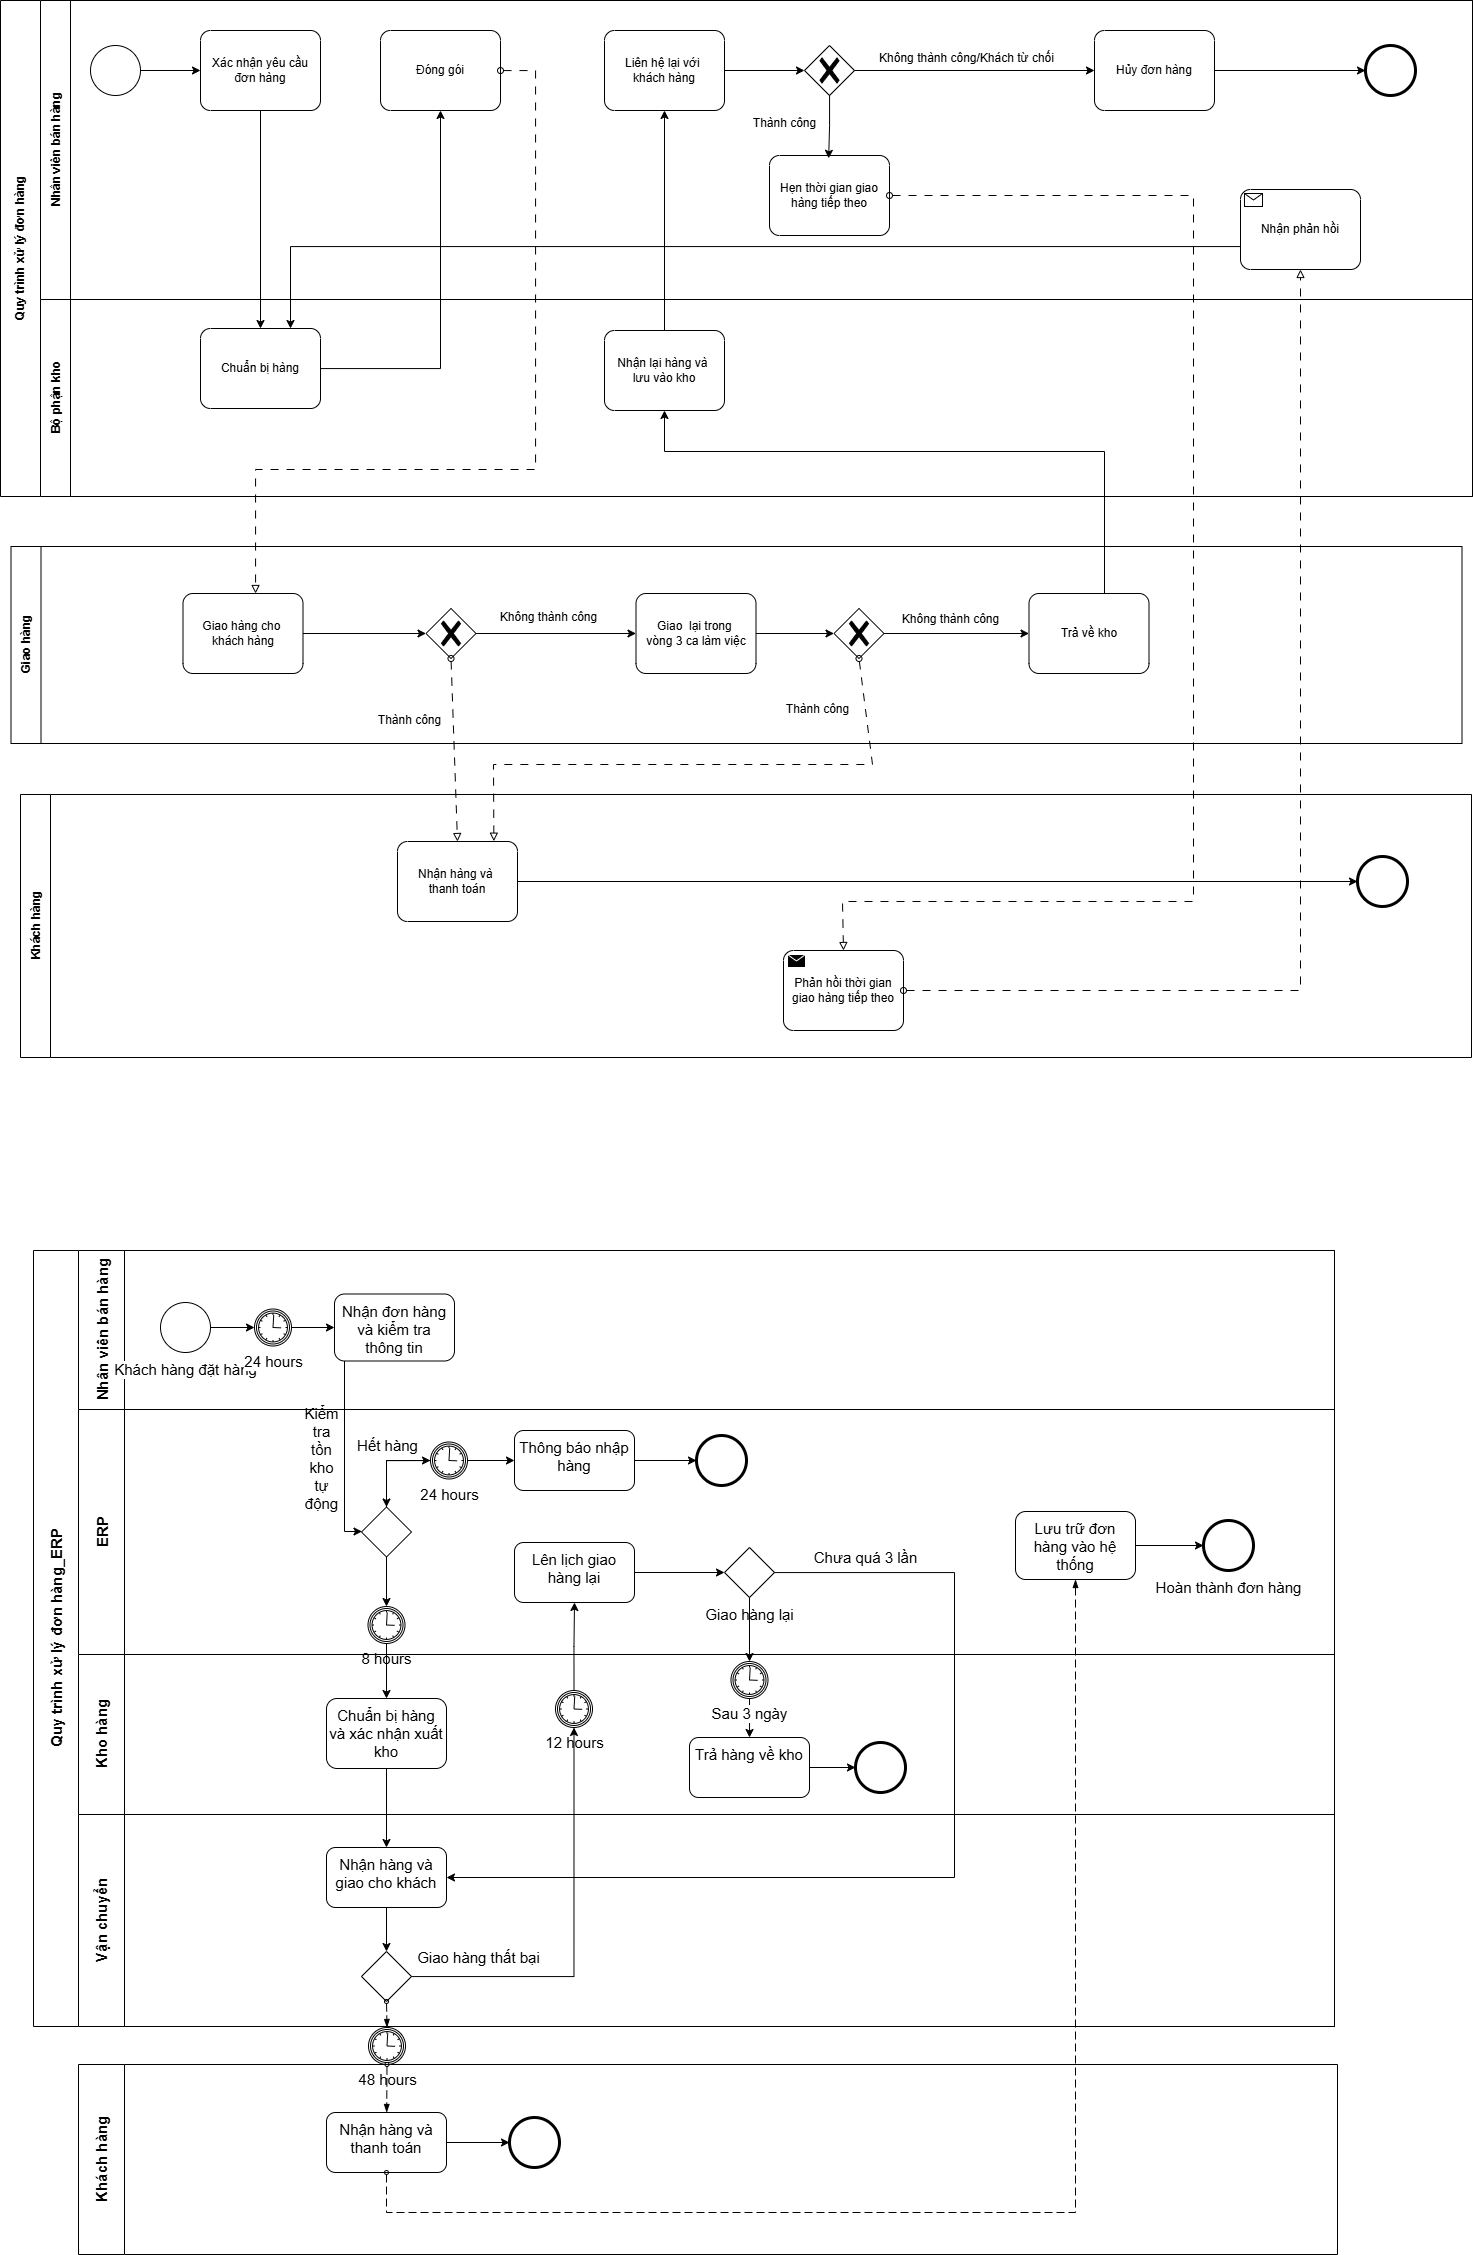 Quy trình xử lý đơn hàng
Nhân viên bán hàng
Xác nhận yêu cầu
đơn hàng
Đóng gói
Liên hệ lại với
khách hàng
Không thành công/Khách từ chối
Hủy đơn hàng
Thành công
Hẹn thời gian giao
hàng tiếp theo
Nhận phản hồi
Bộ phận kho
Chuẩn bị hàng
Nhận lại hàng và
lưu vào kho
Giao hàng
Giao hàng cho
khách hàng
Không thành công
Giao lại trong
vòng 3 ca làm việc
Không thành công
Trả về kho
Thành công
Thành công
Khách hàng
Nhận hàng và
thanh toán
Phản hồi thời gian
giao hàng tiếp theo
Quy trình xử lý đơn hàng_ERP
Nhân viên bán hàng
Khách hàng đặt hàng
24 hours
Nhận đơn hàng
và kiểm tra
thông tin
ERP
Kiểm
tra
tồn
kho
tự
động
Hết hàng
24 hours
Thông báo nhập
hàng
Lên lịch giao
hàng lại
Chưa quá 3 lần
Giao hàng lại
Lưu trữ đơn
hàng vào hệ
thống
Hoàn thành đơn hàng
8 hours
Kho hàng
Chuẩn bị hàng
và xác nhận xuất
kho
12 hours
Sau 3 ngày
Trả hàng về kho
Vận chuyển
Nhận hàng và
giao cho khách
Giao hàng thất bại
48 hours
Khách hàng
Nhận hàng và
thanh toán